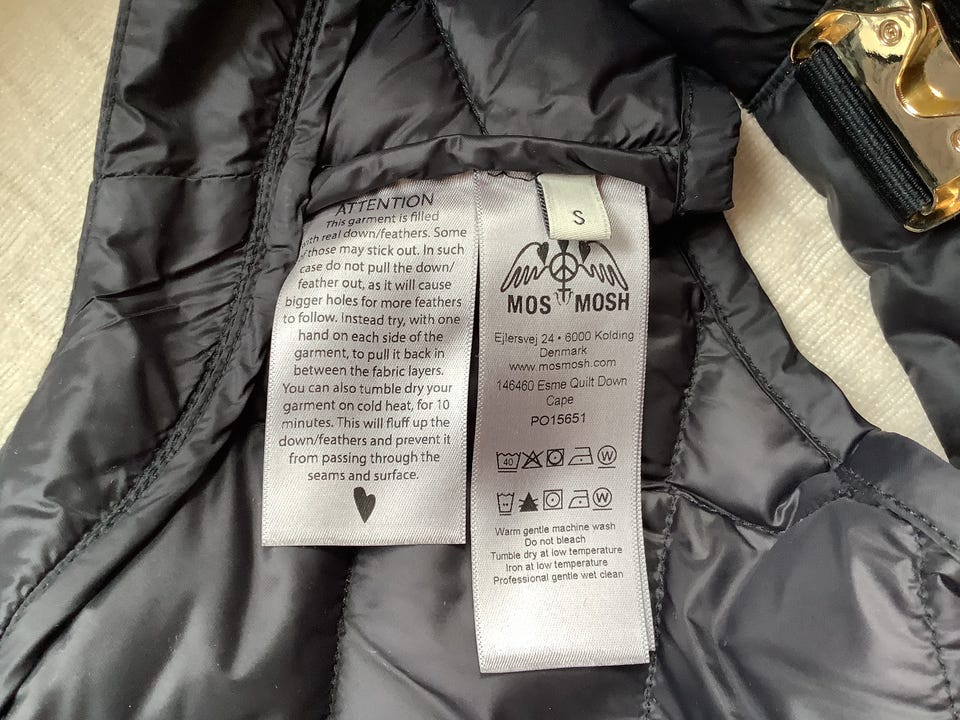 ATTENTION
This garment is filled
with real down/feathers. Some
of those may stick out. In such
case do not pull the down/
feather out, as it will cause
bigger holes for more feathers
to follow. Instead try, with one
hand on each side of the
garment, to pull it back in
between the fabric layers.
You can also tumble dry your
garment on cold heat, for 10
minutes. This will fluff up the
down/feathers and prevent it
from passing through the
seams and surface.
S
MOS MOSH
Ejlersvej 24 • 6000 Kolding
Denmark
www.mosmosh.com
146460 Esme Quilt Down
Cape
PO15651
40 W
W
Warm gentle machine wash
Do not bleach
Tumble dry at low temperature
Iron at low temperature
Professional gentle wet clean